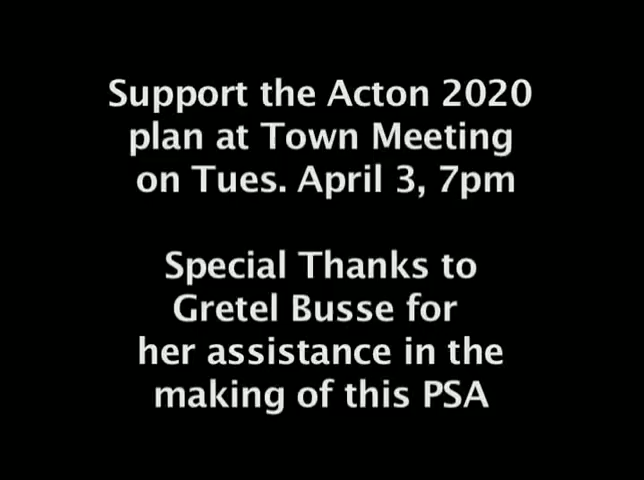 Support the Acton 2020
plan at Town Meeting
on Tues. April 3, 7pm
Special Thanks to
Gretel Busse for
her assistance in the
making of this PSA